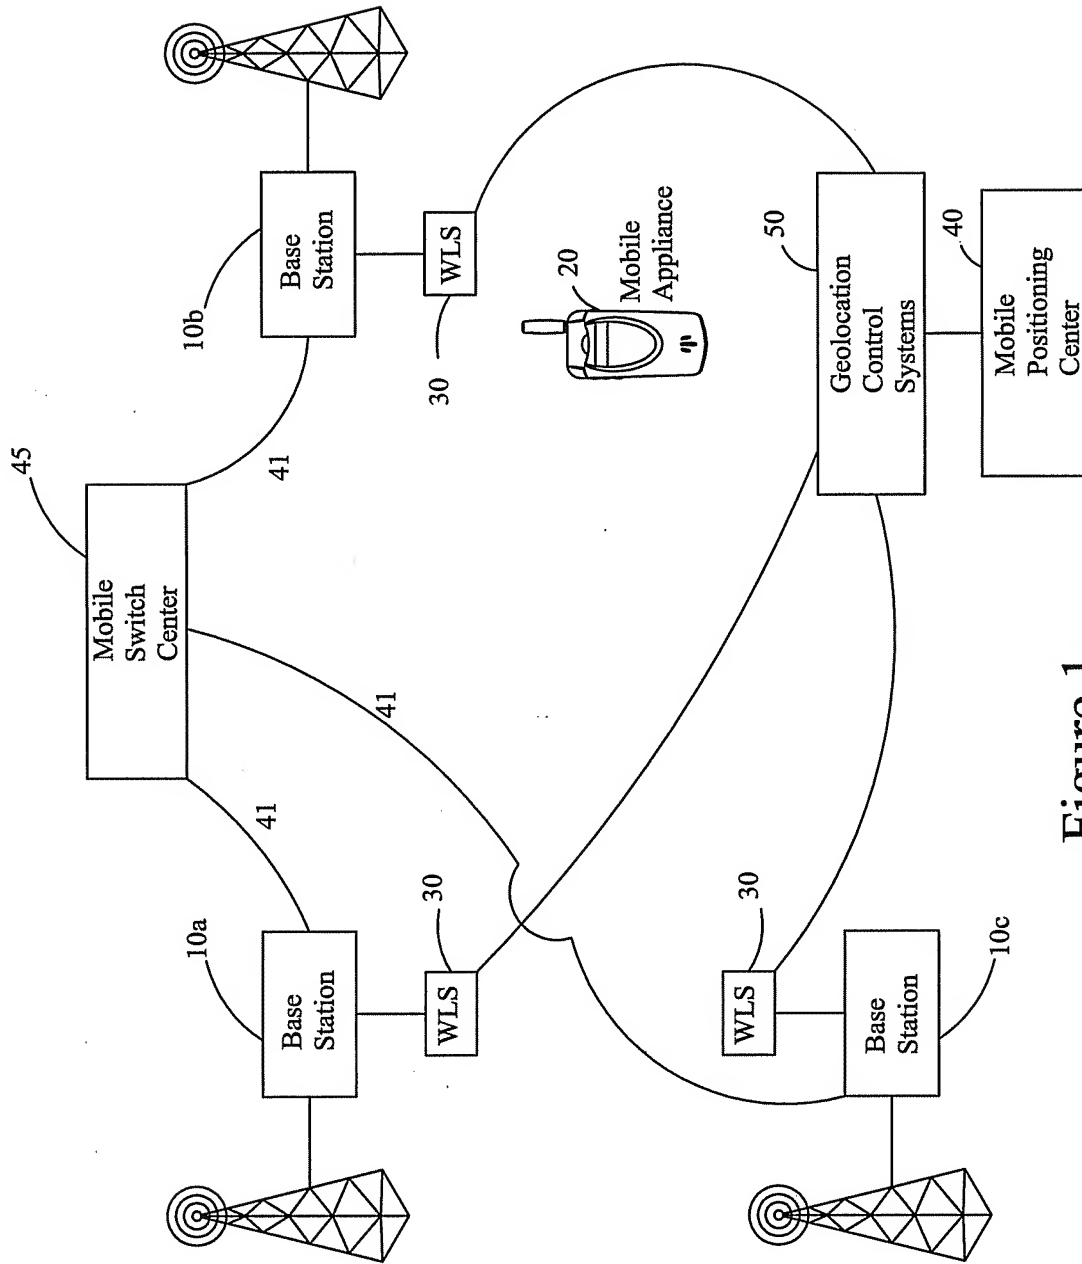 45
Mobile
Switch
Center
10a
10b
41
41
Base
Station
Base
Station
41
30
30
WLS
WLS
20
Mobile
Appliance
30
WLS
50
Geolocation
Control
Systems
Base
Station
10c
40
Mobile
Positioning
Center
Figure 1